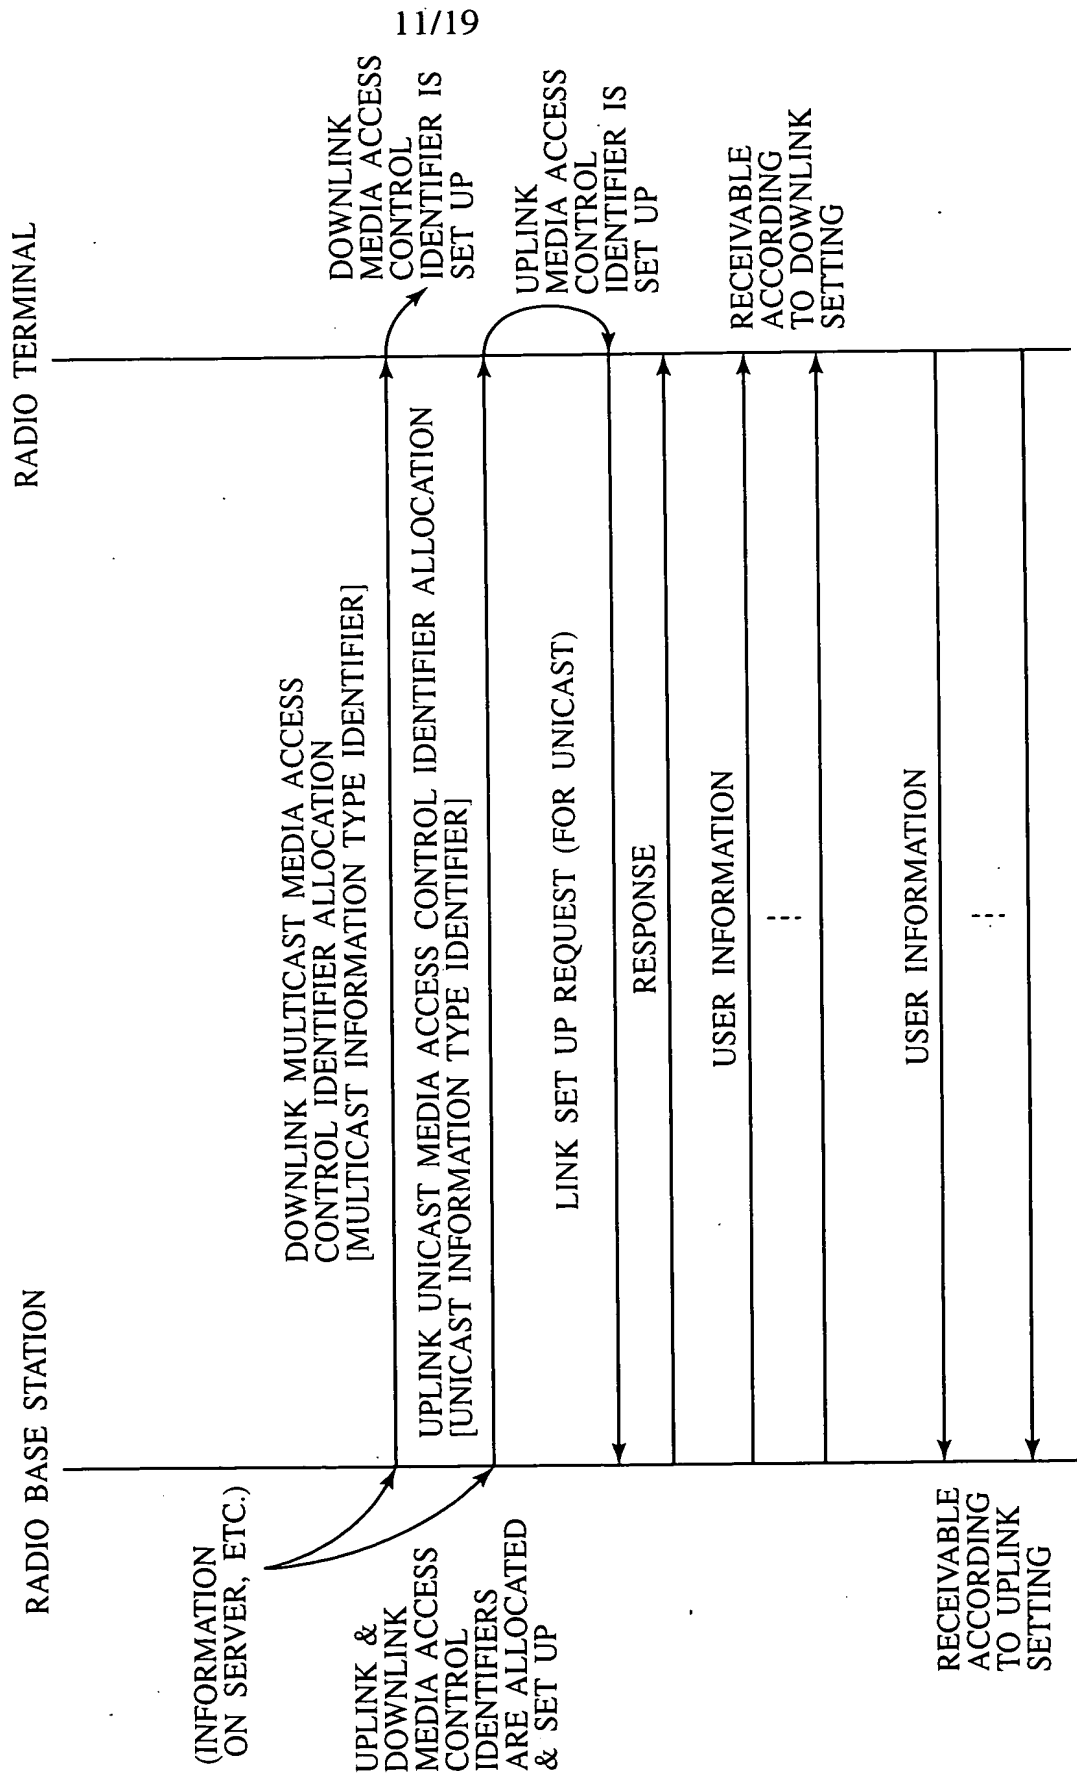 11/19
RADIO BASE STATION
RADIO TERMINAL
(INFORMATION
ON SERVER, ETC.)
UPLINK &
DOWNLINK
MEDIA ACCESS
CONTROL
IDENTIFIERS
ARE ALLOCATED
& SET UP
DOWNLINK MULTICAST MEDIA ACCESS
CONTROL IDENTIFIER ALLOCATION
[MULTICAST INFORMATION TYPE IDENTIFIER]
DOWNLINK
MEDIA ACCESS
CONTROL
IDENTIFIER IS
SET UP
UPLINK UNICAST MEDIA ACCESS CONTROL IDENTIFIER ALLOCATION
[UNICAST INFORMATION TYPE IDENTIFIER]
UPLINK
MEDIA ACCESS
CONTROL
IDENTIFIER IS
SET UP
LINK SET UP REQUEST (FOR UNICAST)
RESPONSE
USER INFORMATION
RECEIVABLE
ACCORDING
TO DOWNLINK
SETTING
USER INFORMATION
RECEIVABLE
ACCORDING
TO UPLINK
SETTING